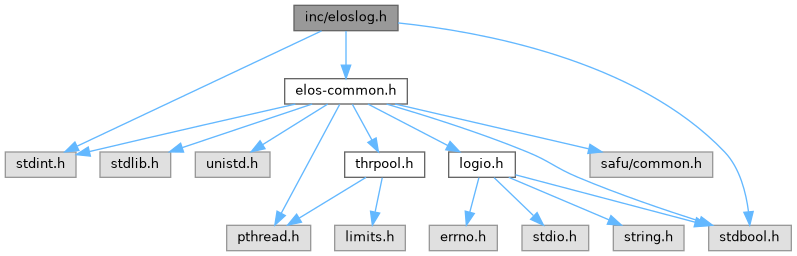 inc/eloslog.h
elos-common.h
stdint.h
stdlib.h
unistd.h
thrpool.h
logio.h
safu/common.h
pthread.h
limits.h
errno.h
stdio.h
string.h
stdbool.h